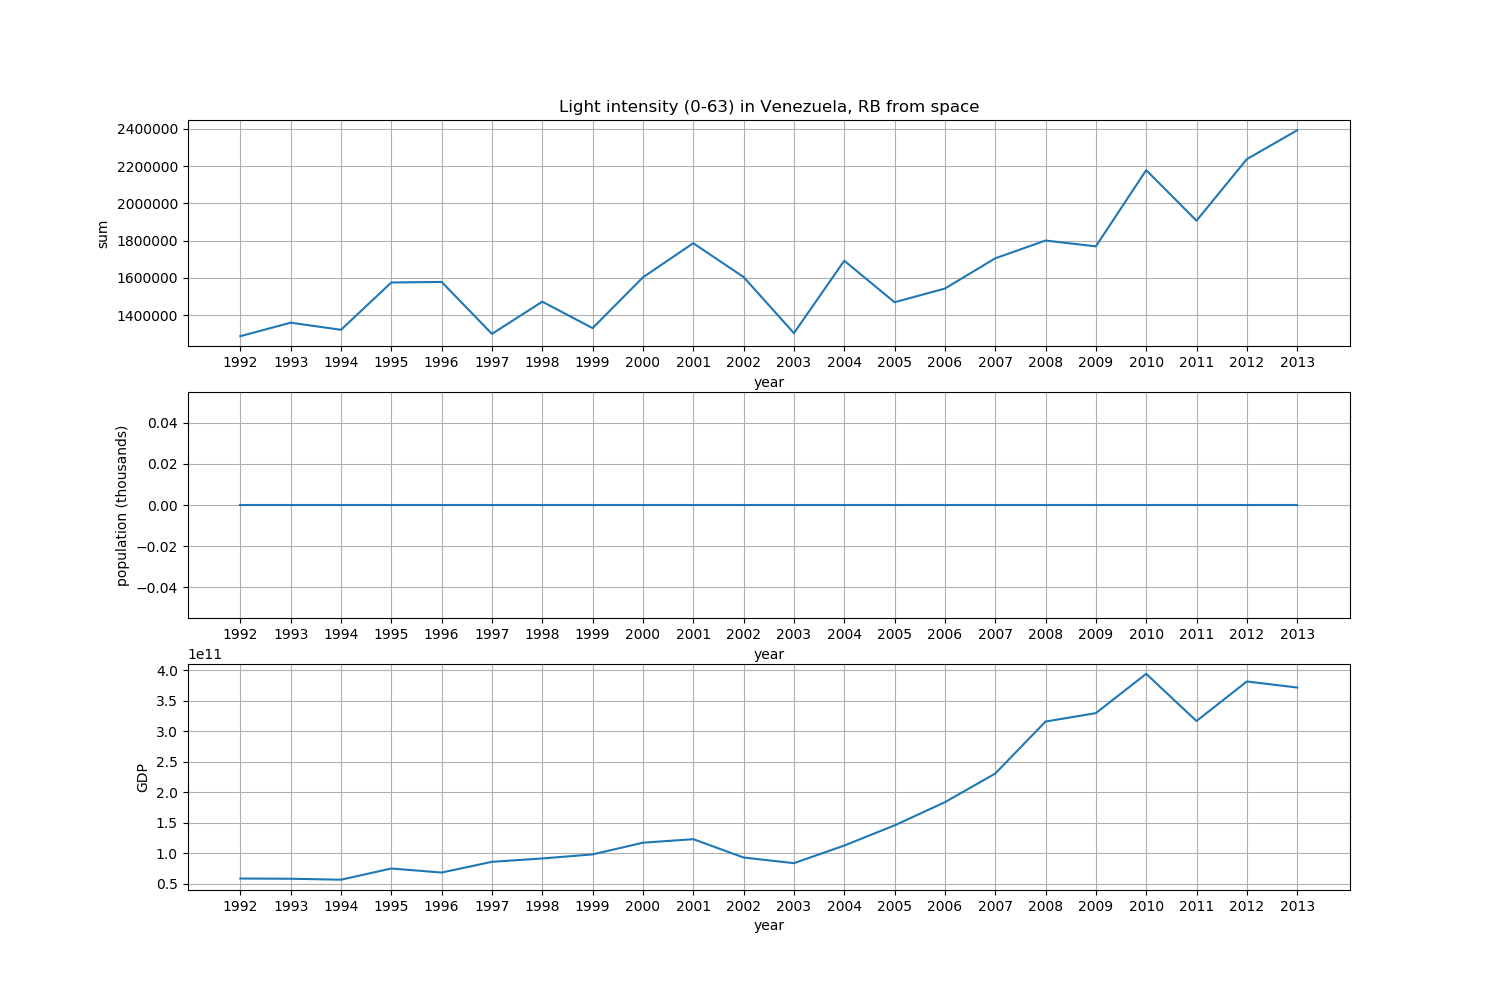 Light intensity (0-63) in Venezuela, RB from space
2400000
2200000
2000000
1800000
1600000
1400000
sum
1992 1993 1994 1995 1996 1997 1998 1999 2000 2001 2002 2003 2004 2005 2006 2007 2008 2009 2010 2011 2012 2013
year
0.04
0.02
0.00
−0.02
−0.04
population (thousands)
1992 1993 1994 1995 1996 1997 1998 1999 2000 2001 2002 2003 2004 2005 2006 2007 2008 2009 2010 2011 2012 2013
year
1e11
4.0
3.5
3.0
2.5
2.0
1.5
1.0
0.5
GDP
1992 1993 1994 1995 1996 1997 1998 1999 2000 2001 2002 2003 2004 2005 2006 2007 2008 2009 2010 2011 2012 2013
year